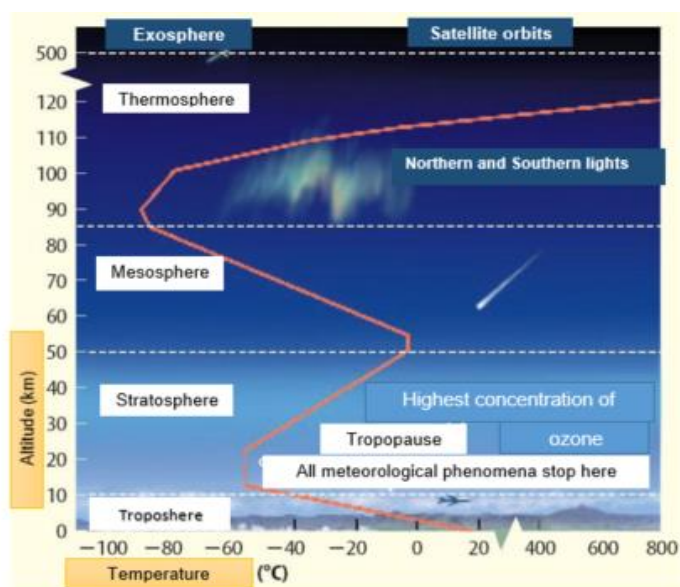 Exosphere Satellite orbits
500
Thermosphere
120
110
Northern and Southern lights
100
90
80
Mesosphere
70
60
50
Altitude (km)
40
Stratosphere
Highest concentration of
30
Tropopause
ozone
20
All meteorological phenomena stop here
10
Troposhere
0
−100 −80 −60 −40 −20 0 20 400 800
Temperature (°C)